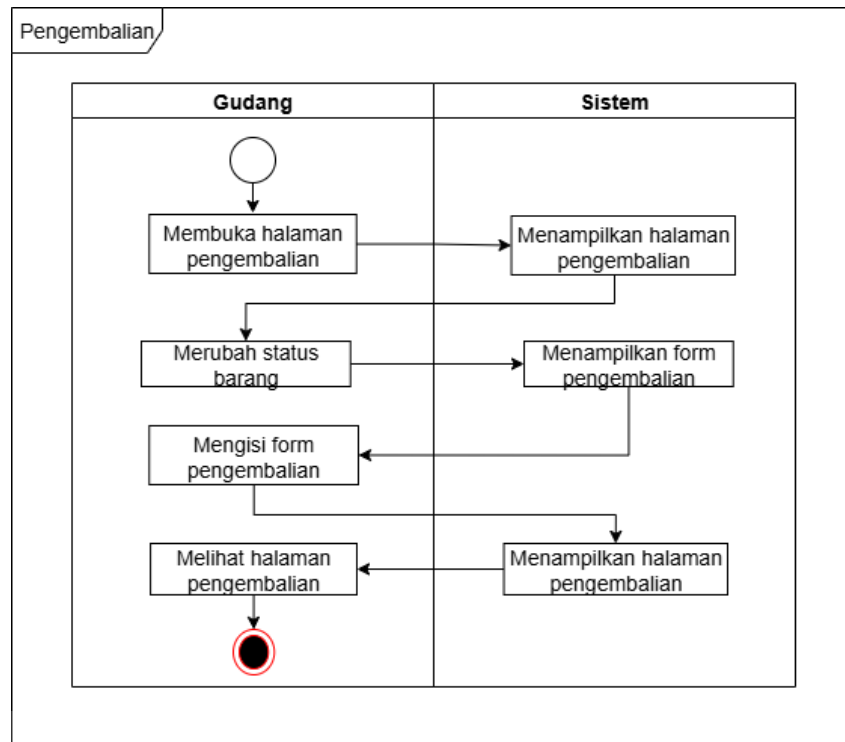 Pengembalian
Gudang
Sistem
Membuka halaman
pengembalian
Menampilkan halaman
pengembalian
Merubah status
barang
Menampilkan form
pengembalian
Mengisi form
pengembalian
Melihat halaman
pengembalian
Menampilkan halaman
pengembalian